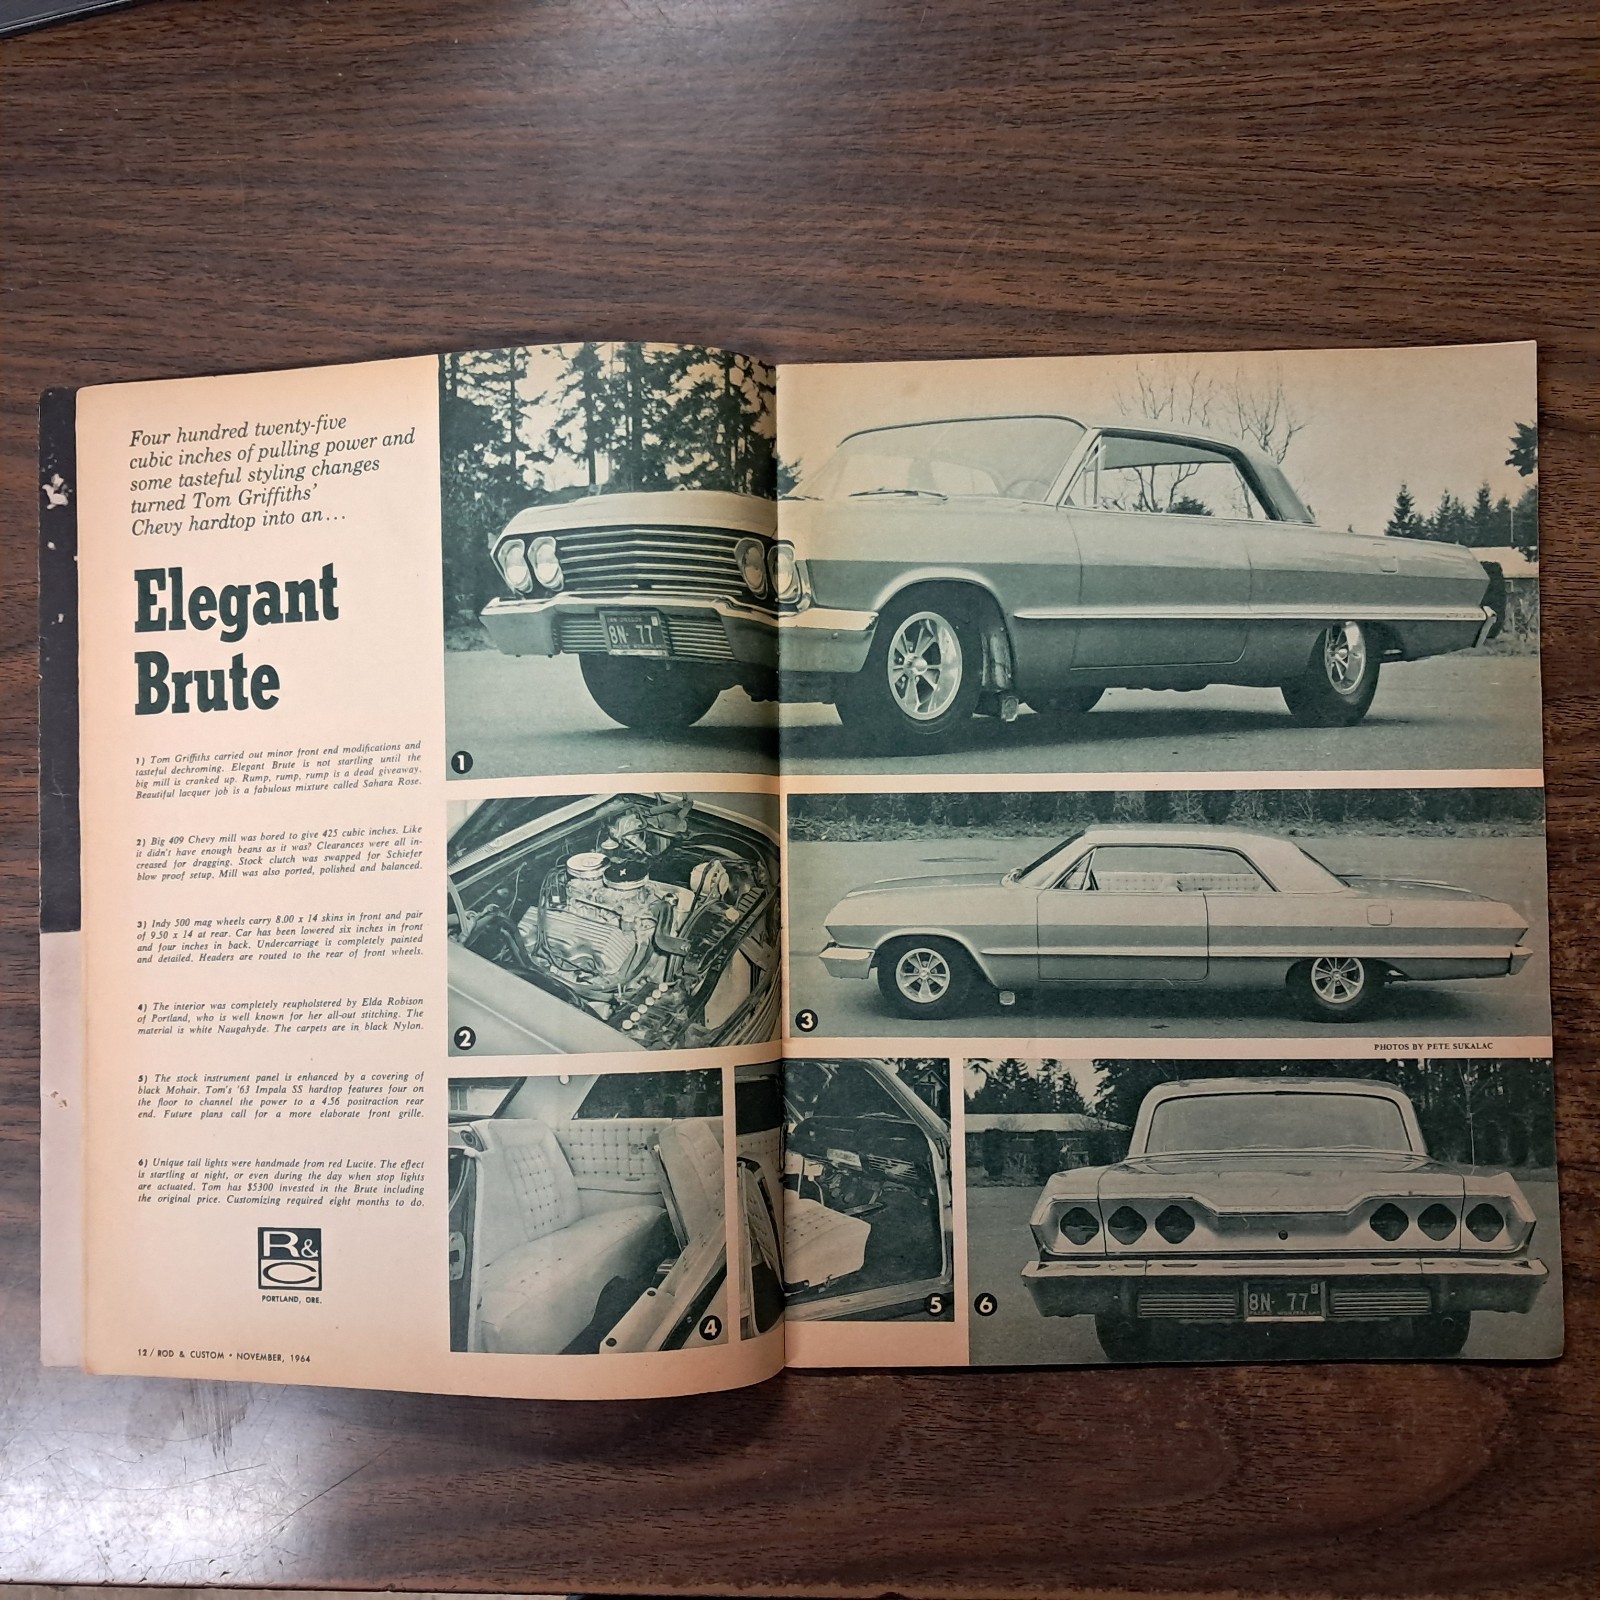 Four hundred twenty-five
cubic inches of pulling power and
some tasteful styling changes
turned Tom Griffiths'
Chevy hardtop into an...
Elegant
Brute
1) Tom Griffiths carried out minor front end modifications and
tasteful dechroming. Elegant Brute is not startling until the
big mill is cranked up. Rump, rump, rump is a dead giveaway.
Beautiful lacquer job is a fabulous mixture called Sahara Rose.
2) Big 409 Chevy mill was bored to give 425 cubic inches. Like
it didn't have enough beans as it was? Clearances were all in-
creased for dragging. Stock clutch was swapped for Schiefer
blow proof setup. Mill was also ported, polished and balanced.
3) Indy 500 mag wheels carry 8.00 x 14 skins in front and pair
of 9.50 x 14 at rear. Car has been lowered six inches in front
and four inches in back. Undercarriage is completely painted
and detailed. Headers are routed to the rear of front wheels.
4) The interior was completely reupholstered by Elda Robison
of Portland, who is well known for her all-out stitching. The
material is white Naugahyde. The carpets are in black Nylon.
5) The stock instrument panel is enhanced by a covering of
black Mohair. Tom's '63 Impala SS hardtop features four on
the floor to channel the power to a 4.56 positraction rear
end. Future plans call for a more elaborate front grille.
6) Unique tail lights were handmade from red Lucite. The effect
is startling at night, or even during the day when stop lights
are actuated. Tom has $5300 invested in the Brute including
the original price. Customizing required eight months to do.
R&
C
PORTLAND, ORE.
12 / ROD & CUSTOM • NOVEMBER, 1964
8N- 77
1
2
3
PHOTOS BY PETE SUKALAC
4
5
6
8N- 77